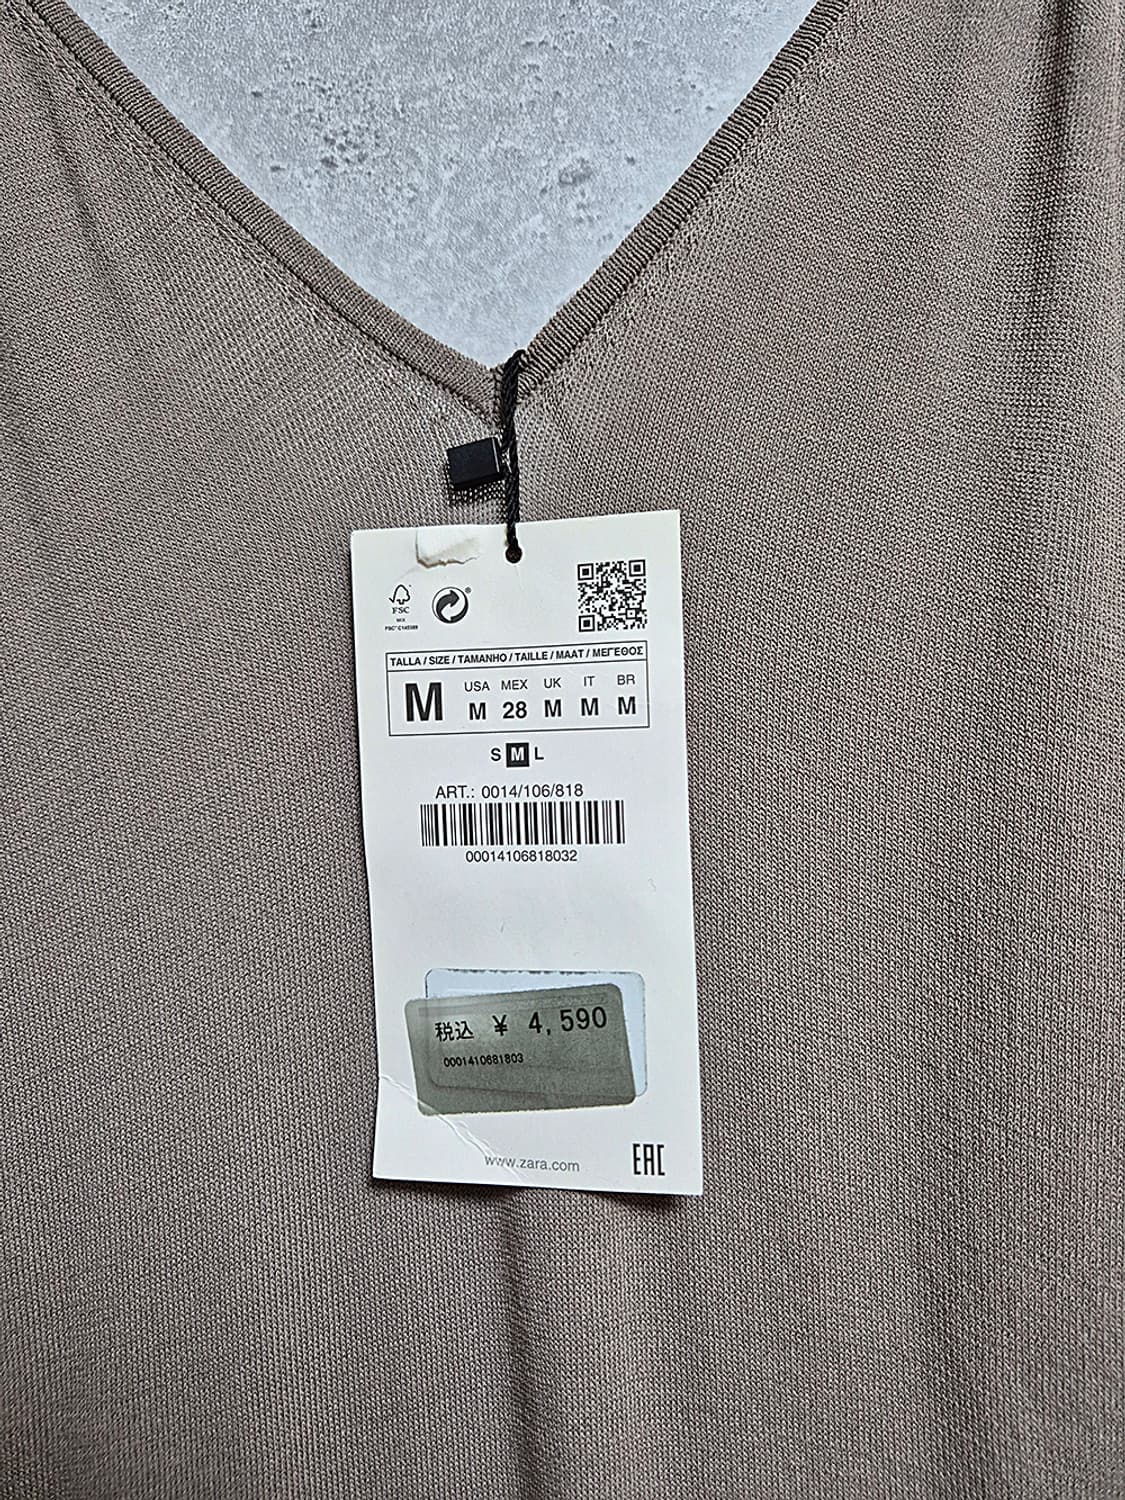 FSC
MIX
TALLA / SIZE / TAMANHO / TAILLE / MAAT / ΜΕΓΕΘΟΣ
M
USA MEX UK IT BR
M 28 M M M
S M L
ART.: 0014/106/818
00014106818032
税込 ¥ 4,590
0001410681803
www.zara.com
EAC